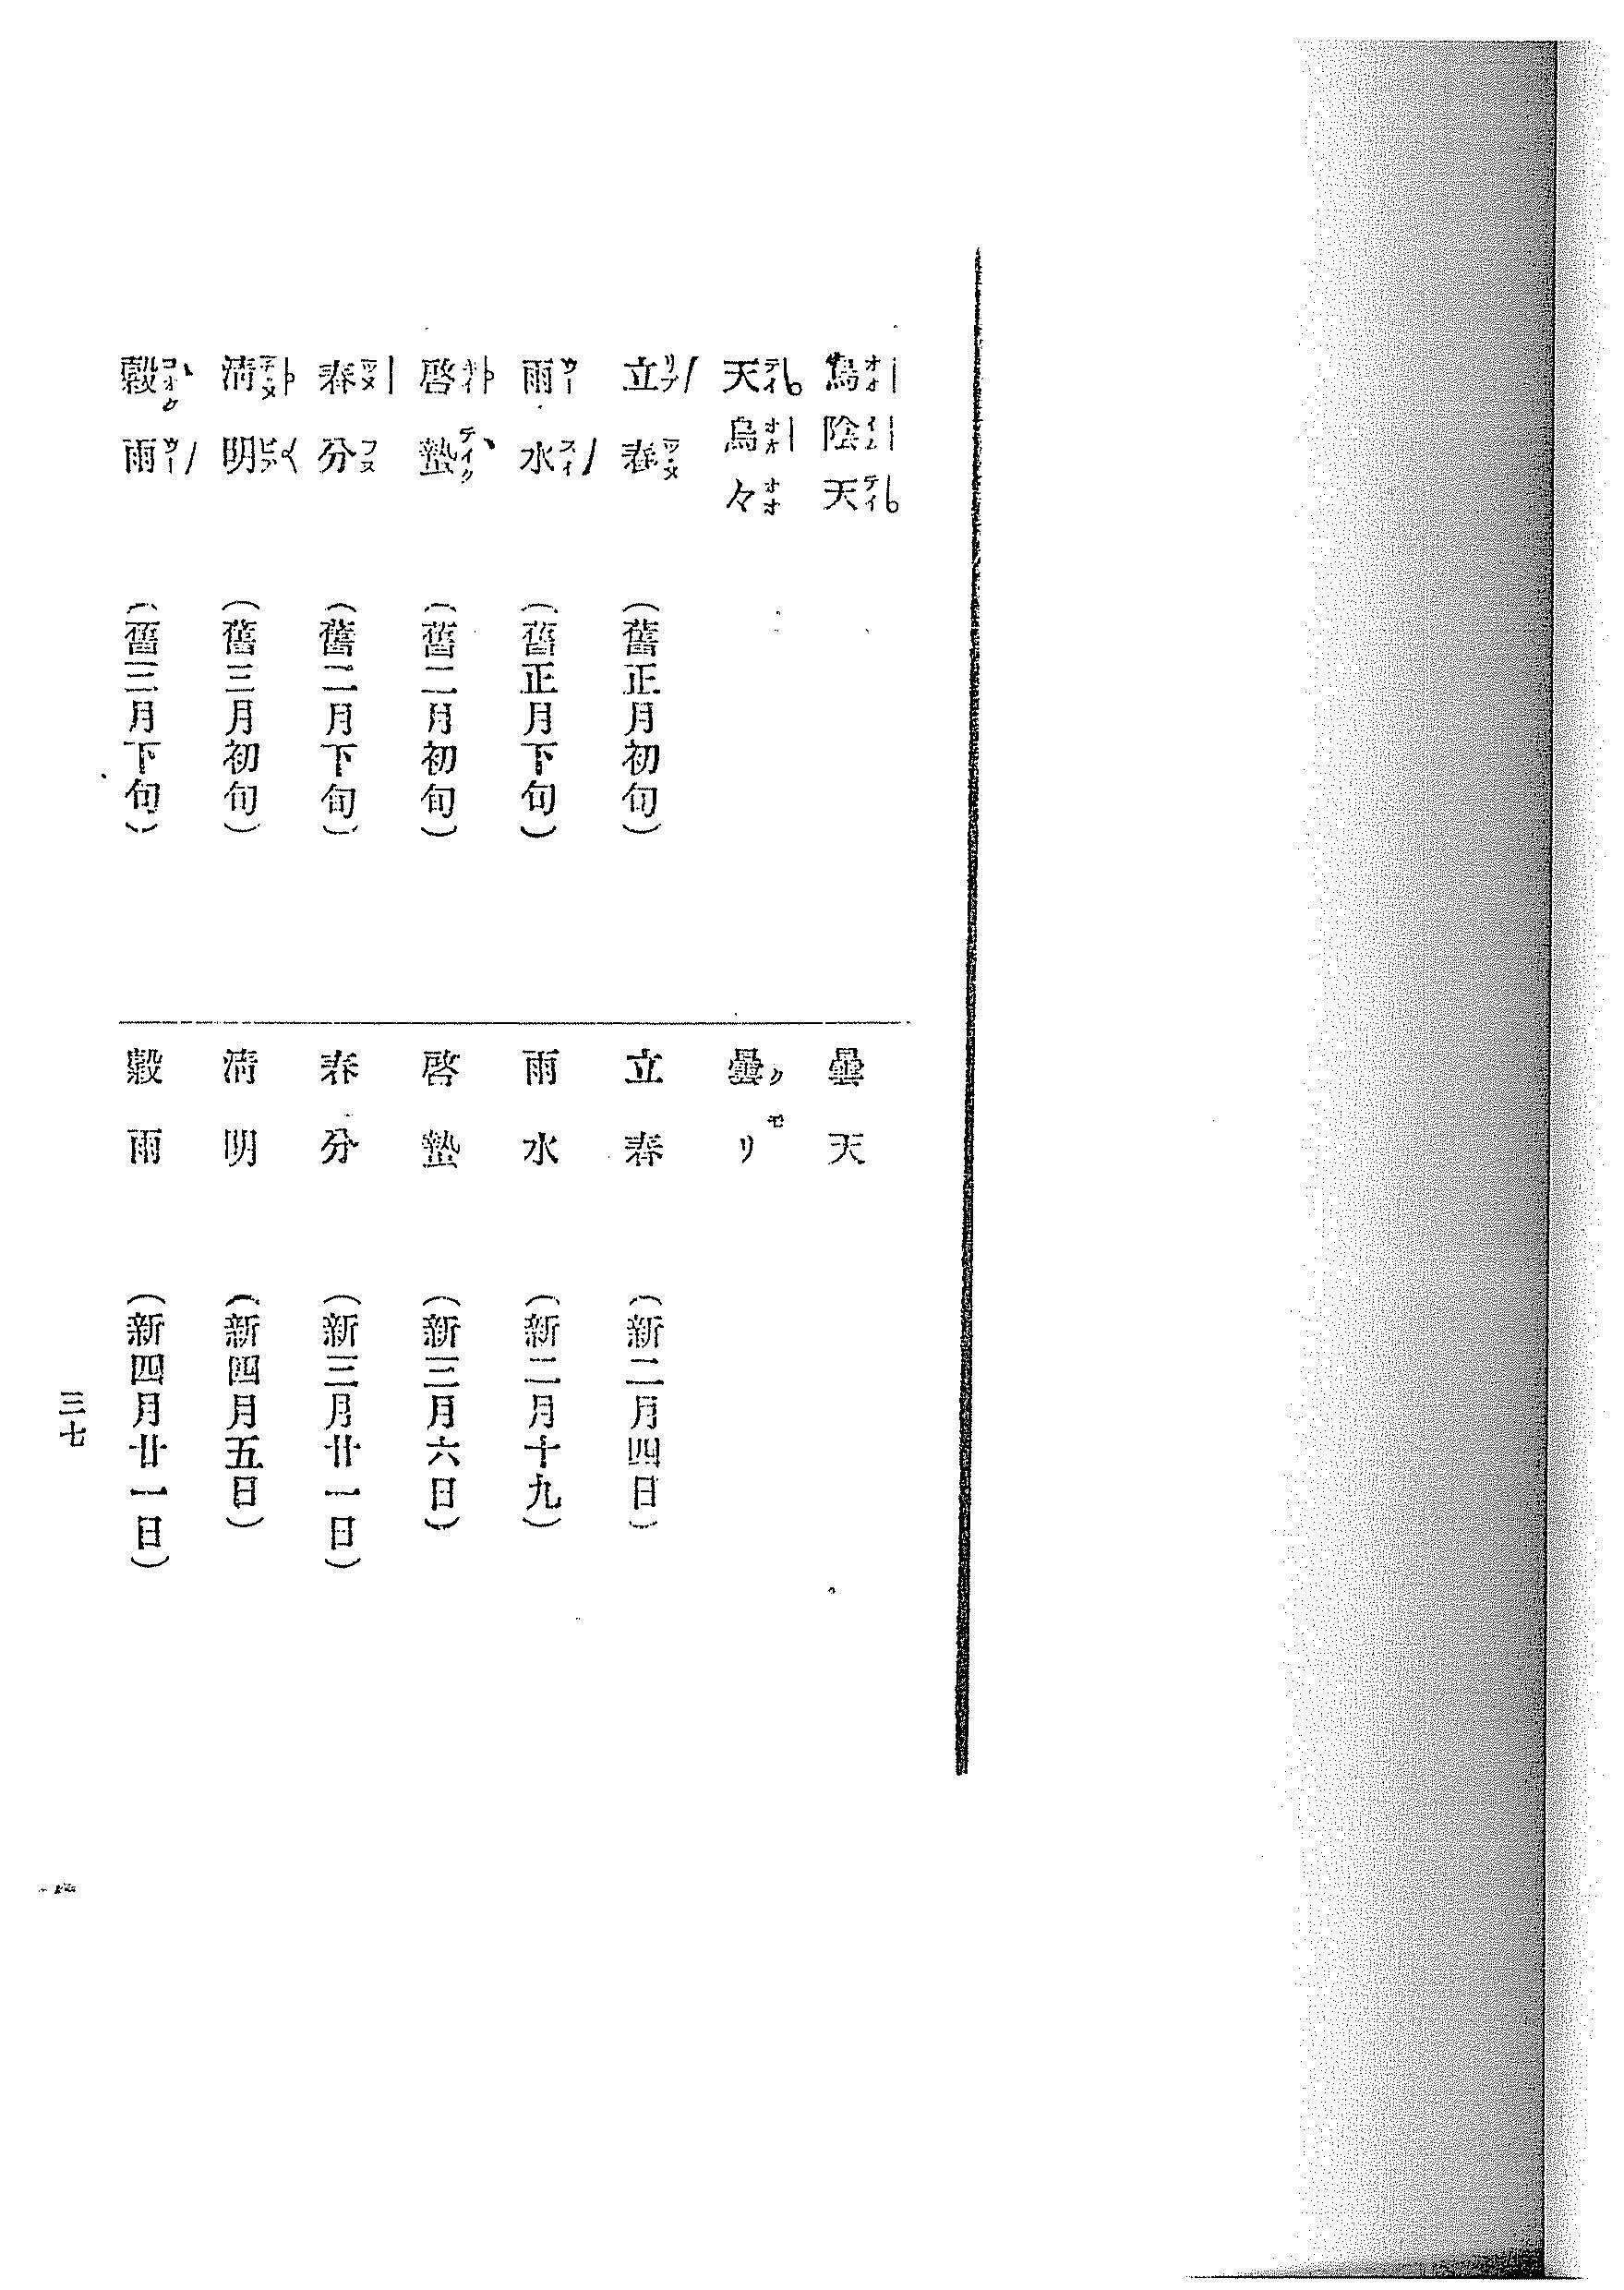 烏陰天
曇天
天烏々
曇リ
立春（舊正月初旬）
立春（新二月四日）
雨水（舊正月下旬）
雨水（新二月十九）
啓蟄（舊二月初旬）
啓蟄（新三月六日）
春分（舊二月下旬）
春分（新三月廿一日）
淸明（舊三月初旬）
淸明（新四月五日）
穀雨（舊三月下旬）
穀雨（新四月廿一日）
三七